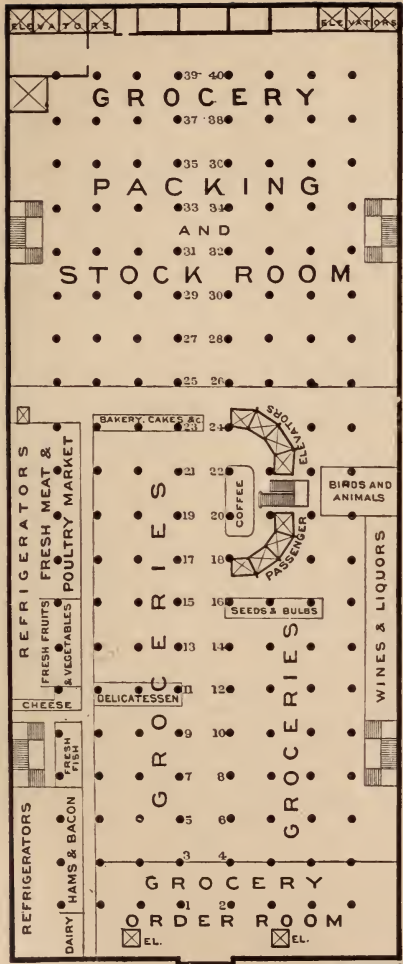 ELEVATORS
ELEVATORS
39 40
GROCERY
37 38
35 36
PACKING
33 34
AND
31 32
STOCK ROOM
29 30
27 28
25 26
BAKERY, CAKES &C
23 24
PASSENGER ELEVATORS
REFRIGERATORS
FRESH MEAT &
POULTRY MARKET
21 22
COFFEE
BIRDS AND
ANIMALS
19 20
GROCERIES
17 18
WINES & LIQUORS
FRESH FRUITS
& VEGETABLES
15 16
SEEDS & BULBS
13 14
GROCERIES
DELICATESSEN
11 12
CHEESE
9 10
FRESH
FISH
7 8
REFRIGERATORS
HAMS & BACON
5 6
3 4
GROCERY
1 2
ORDER ROOM
DAIRY
EL.
EL.